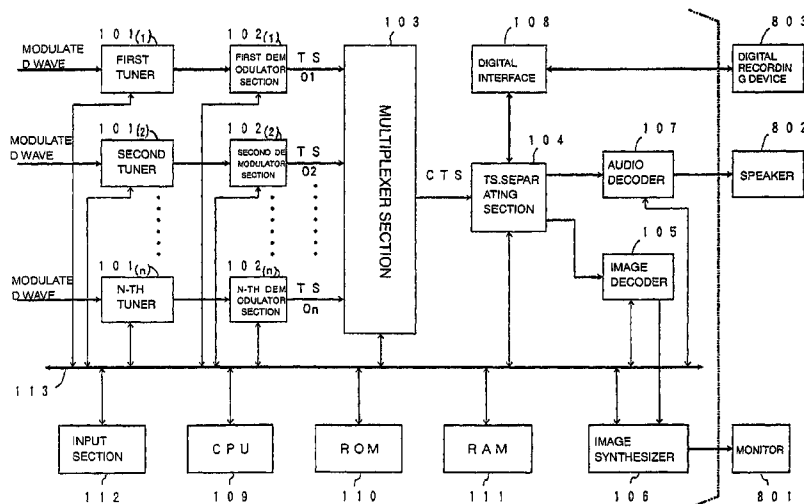 101(1)
102(1)
103
108
803
MODULATE
D WAVE
FIRST
TUNER
FIRST DEM
ODULATOR
SECTION
TS
01
DIGITAL
INTERFACE
DIGITAL
RECORDIN
G DEVICE
101(2)
102(2)
104
107
802
MODULATE
D WAVE
SECOND
TUNER
SECOND DE
MODULATOR
SECTION
TS
02
MULTIPLEXER SECTION
CTS
TS.SEPAR
ATING
SECTION
AUDIO
DECODER
SPEAKER
105
IMAGE
DECODER
101(n)
102(n)
MODULATE
D WAVE
N-TH
TUNER
N-TH DEM
ODULATOR
SECTION
TS
0n
113
INPUT
SECTION
CPU
ROM
RAM
IMAGE
SYNTHESIZER
MONITOR
112
109
110
111
106
801